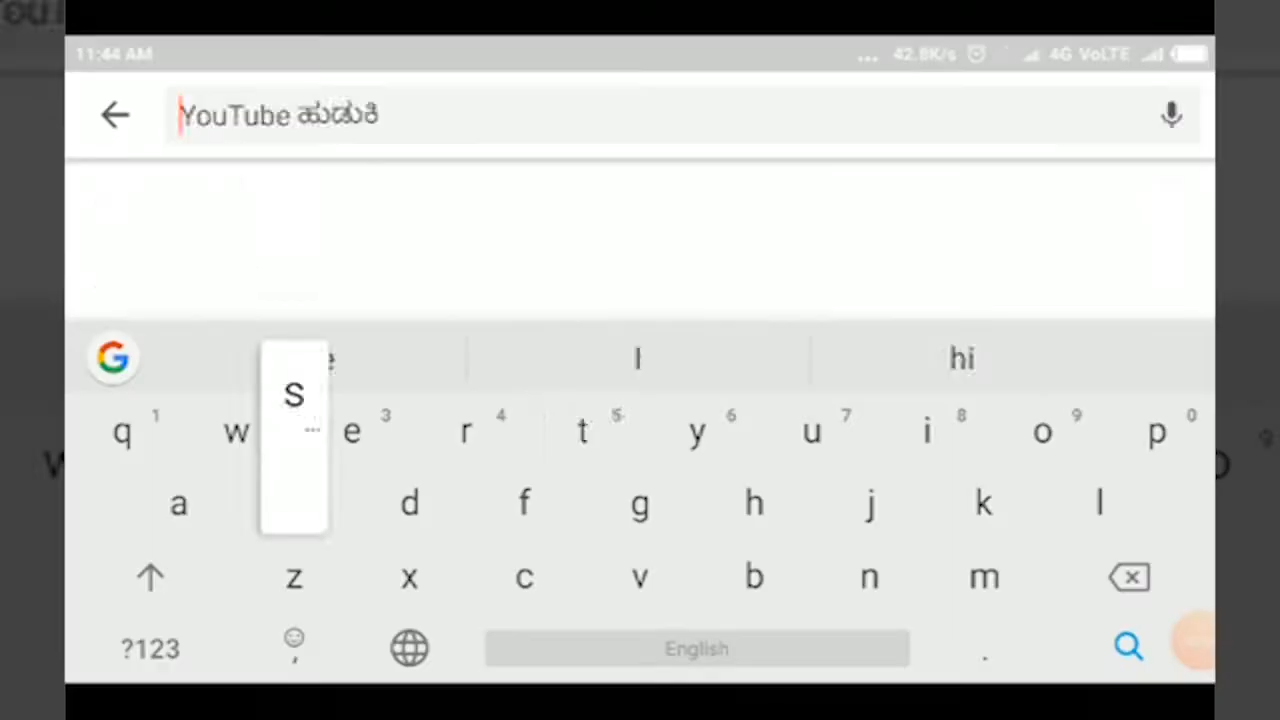 11:44 AM ... 42.8K/s 4G VoLTE
YouTube ಹುಡುಕಿ
I hi
q 1 w e 3 r 4 t 5 y 6 u 7 i 8 o 9 p 0
S ...
a d f g h j k l
z x c v b n m
?123 , English .